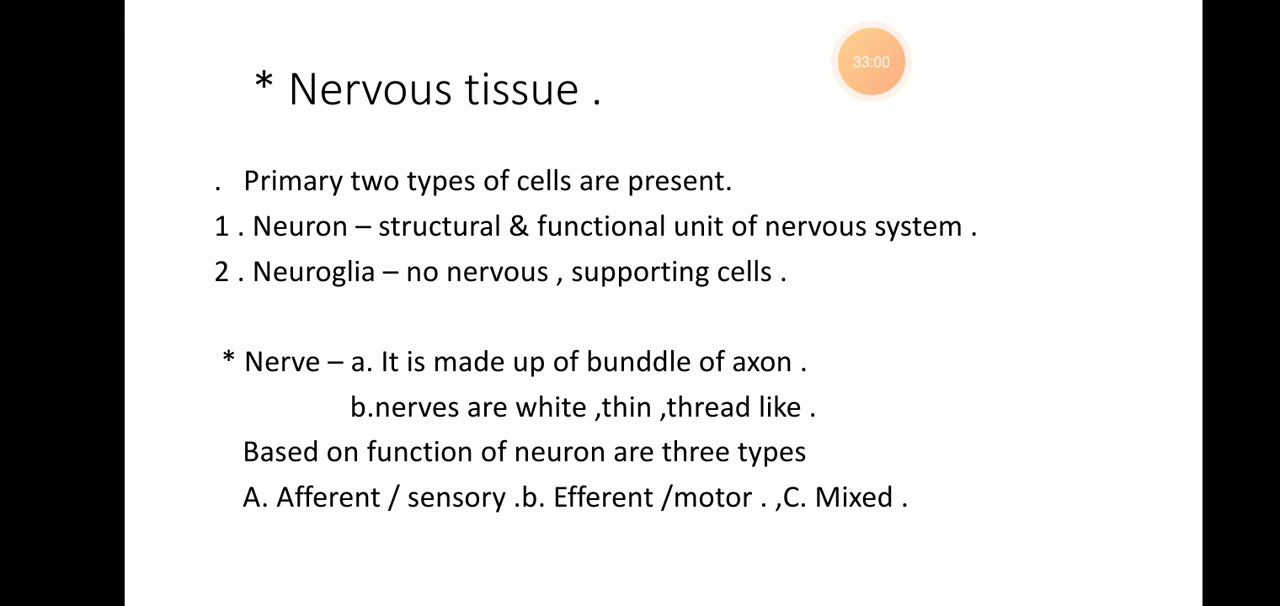 33:00
* Nervous tissue .
. Primary two types of cells are present.
1 . Neuron – structural & functional unit of nervous system .
2 . Neuroglia – no nervous , supporting cells .
* Nerve – a. It is made up of bunddle of axon .
b.nerves are white ,thin ,thread like .
Based on function of neuron are three types
A. Afferent / sensory .b. Efferent /motor . ,C. Mixed .